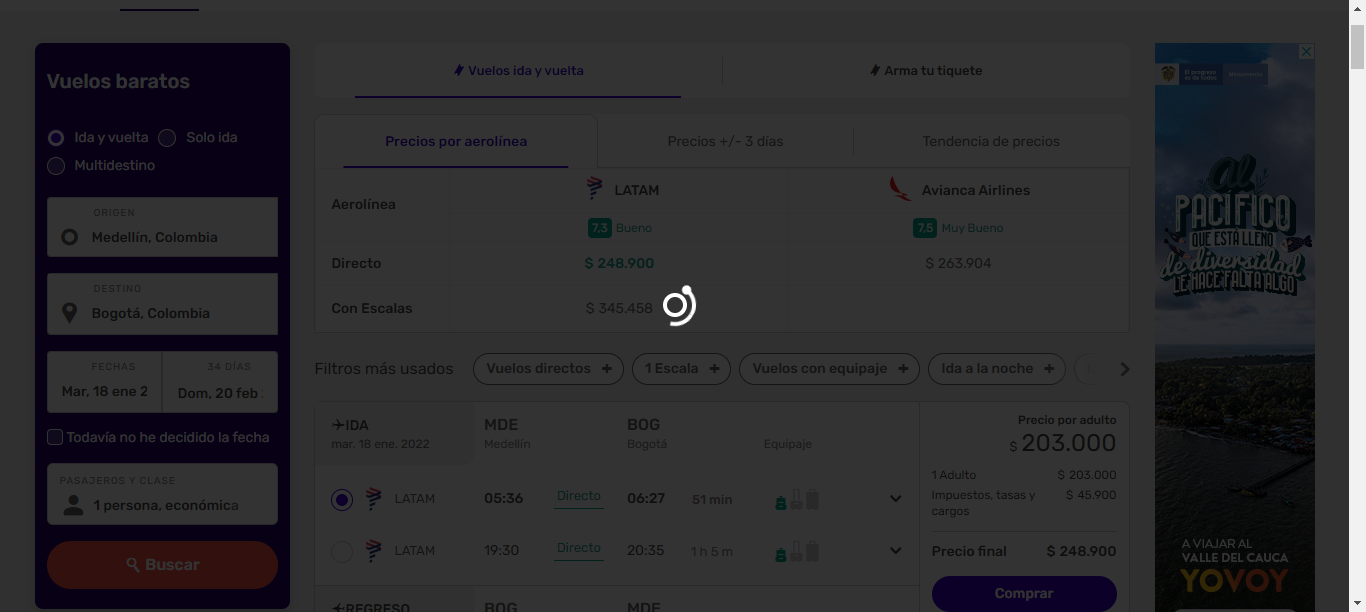 Vuelos baratos
Ida y vuelta
Solo ida
Multidestino
ORIGEN
Medellín, Colombia
DESTINO
Bogotá, Colombia
FECHAS
34 DÍAS
Mar, 18 ene 2
Dom, 20 feb
Todavía no he decidido la fecha
PASAJEROS Y CLASE
1 persona, económica
Buscar
Vuelos ida y vuelta
Arma tu tiquete
Precios por aerolínea
Precios +/- 3 días
Tendencia de precios
Aerolínea
LATAM
Avianca Airlines
7,3 Bueno
7,5 Muy Bueno
Directo
$ 248.900
$ 263.904
Con Escalas
$ 345.458
Filtros más usados
Vuelos directos +
1 Escala +
Vuelos con equipaje +
Ida a la noche +
IDA
mar. 18 ene. 2022
MDE
Medellín
BOG
Bogotá
Equipaje
LATAM
05:36
Directo
06:27
51 min
LATAM
19:30
Directo
20:35
1 h 5 m
REGRESO
BOG
MDE
Precio por adulto
$ 203.000
1 Adulto
$ 203.000
Impuestos, tasas y
cargos
$ 45.900
Precio final
$ 248.900
Comprar
El progreso
es de todos
Al
PACÍFICO
QUE ESTÁ LLENO
de diversidad
LE HACE FALTA ALGO
A VIAJAR AL
VALLE DEL CAUCA
YOVOY